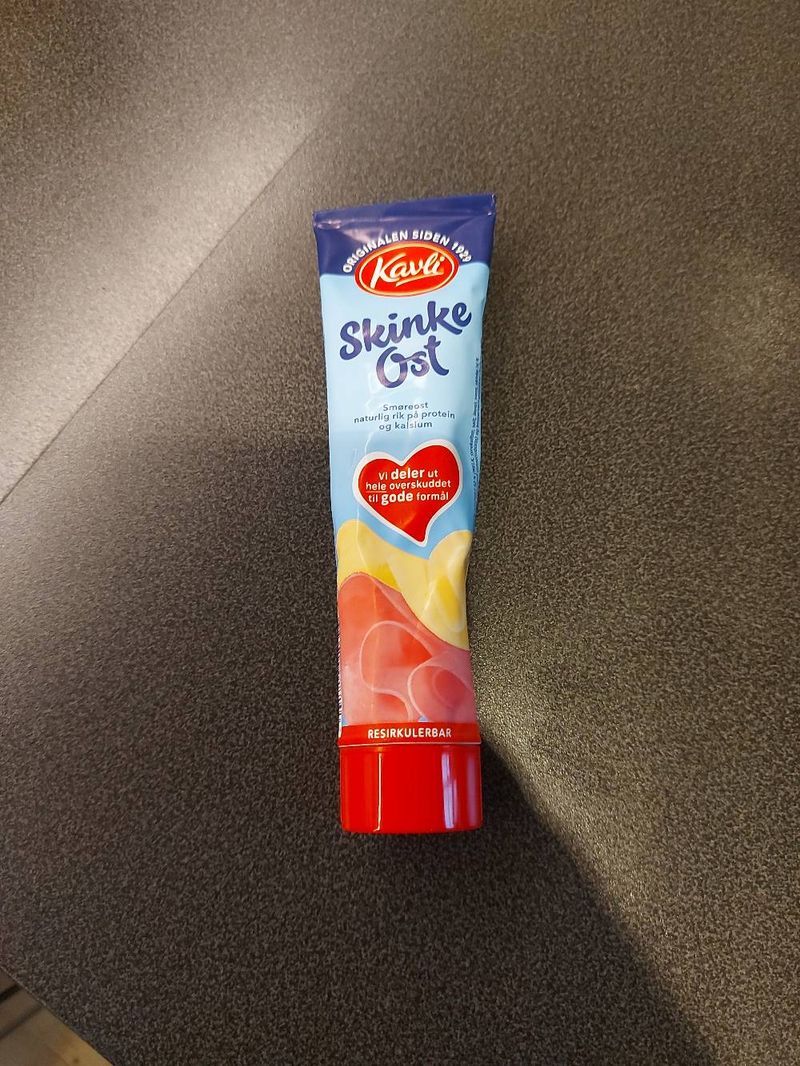 ORIGINALEN SIDEN 1929
Kavli
Skinke
Ost
Smøreost
naturlig rik på protein
og kalsium
Vi deler ut
hele overskuddet
til gode formål
RESIRKULERBAR